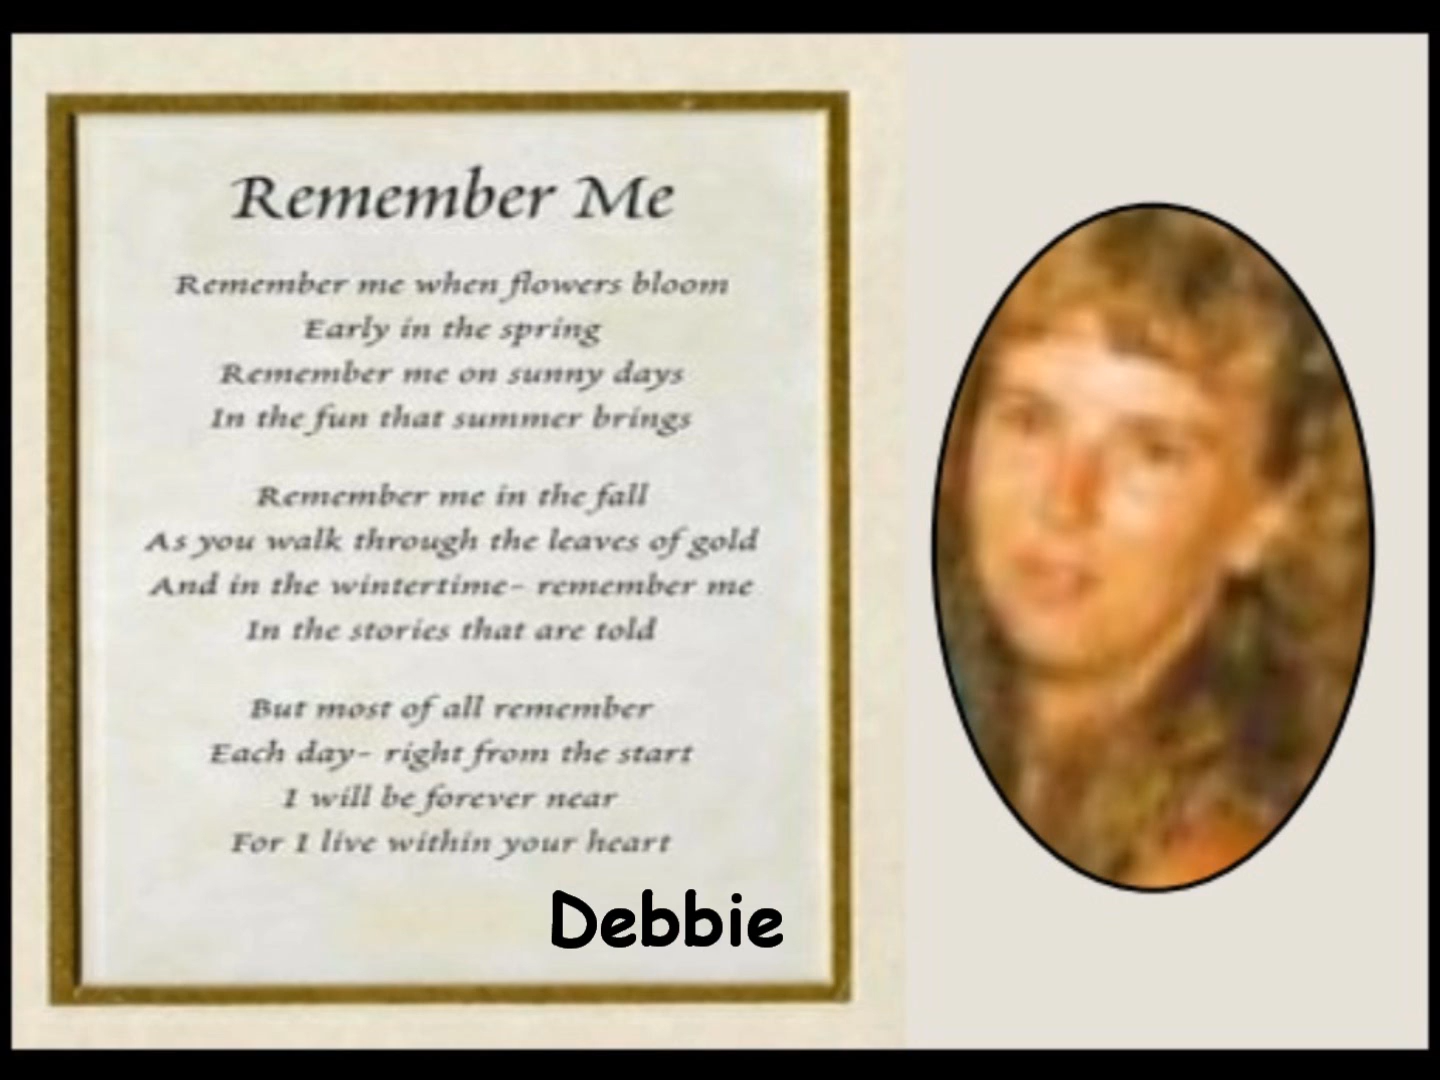 Remember Me
Remember me when flowers bloom
Early in the spring
Remember me on sunny days
In the fun that summer brings
Remember me in the fall
As you walk through the leaves of gold
And in the wintertime- remember me
In the stories that are told
But most of all remember
Each day- right from the start
I will be forever near
For I live within your heart
Debbie